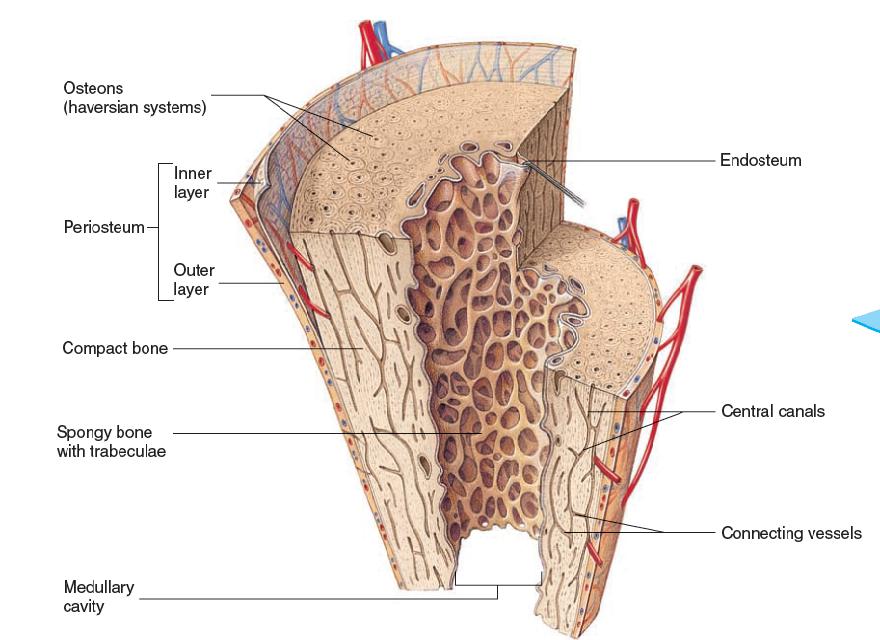 Osteons
(haversian systems)
Endosteum
Inner
layer
Periosteum
Outer
layer
Compact bone
Central canals
Spongy bone
with trabeculae
Connecting vessels
Medullary
cavity